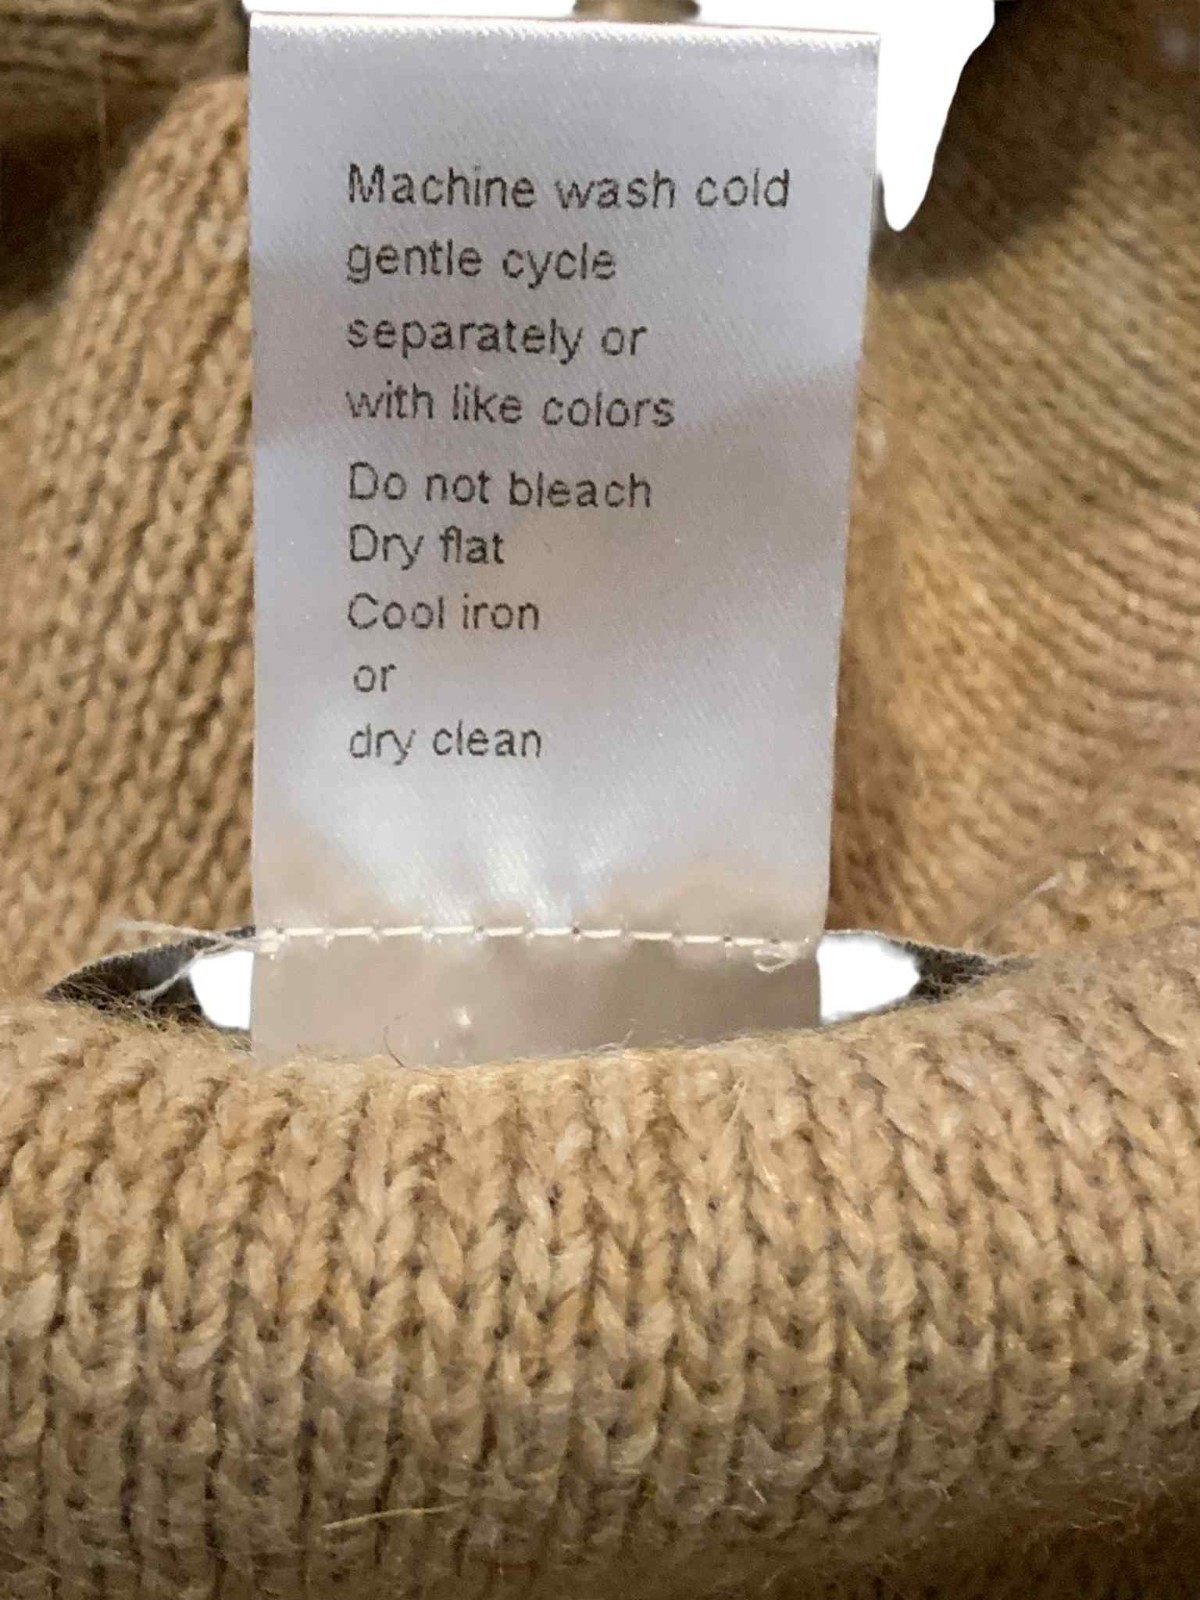 Machine wash cold
gentle cycle
separately or
with like colors
Do not bleach
Dry flat
Cool iron
or
dry clean